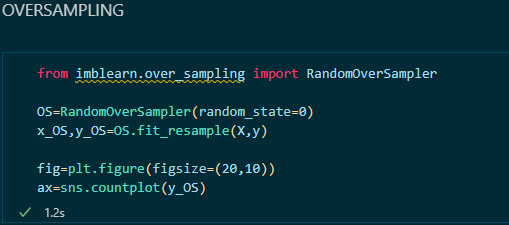 OVERSAMPLING
from imblearn.over_sampling import RandomOverSampler
OS=RandomOverSampler(random_state=0)
x_OS,y_OS=OS.fit_resample(X,y)
fig=plt.figure(figsize=(20,10))
ax=sns.countplot(y_OS)
1.2s